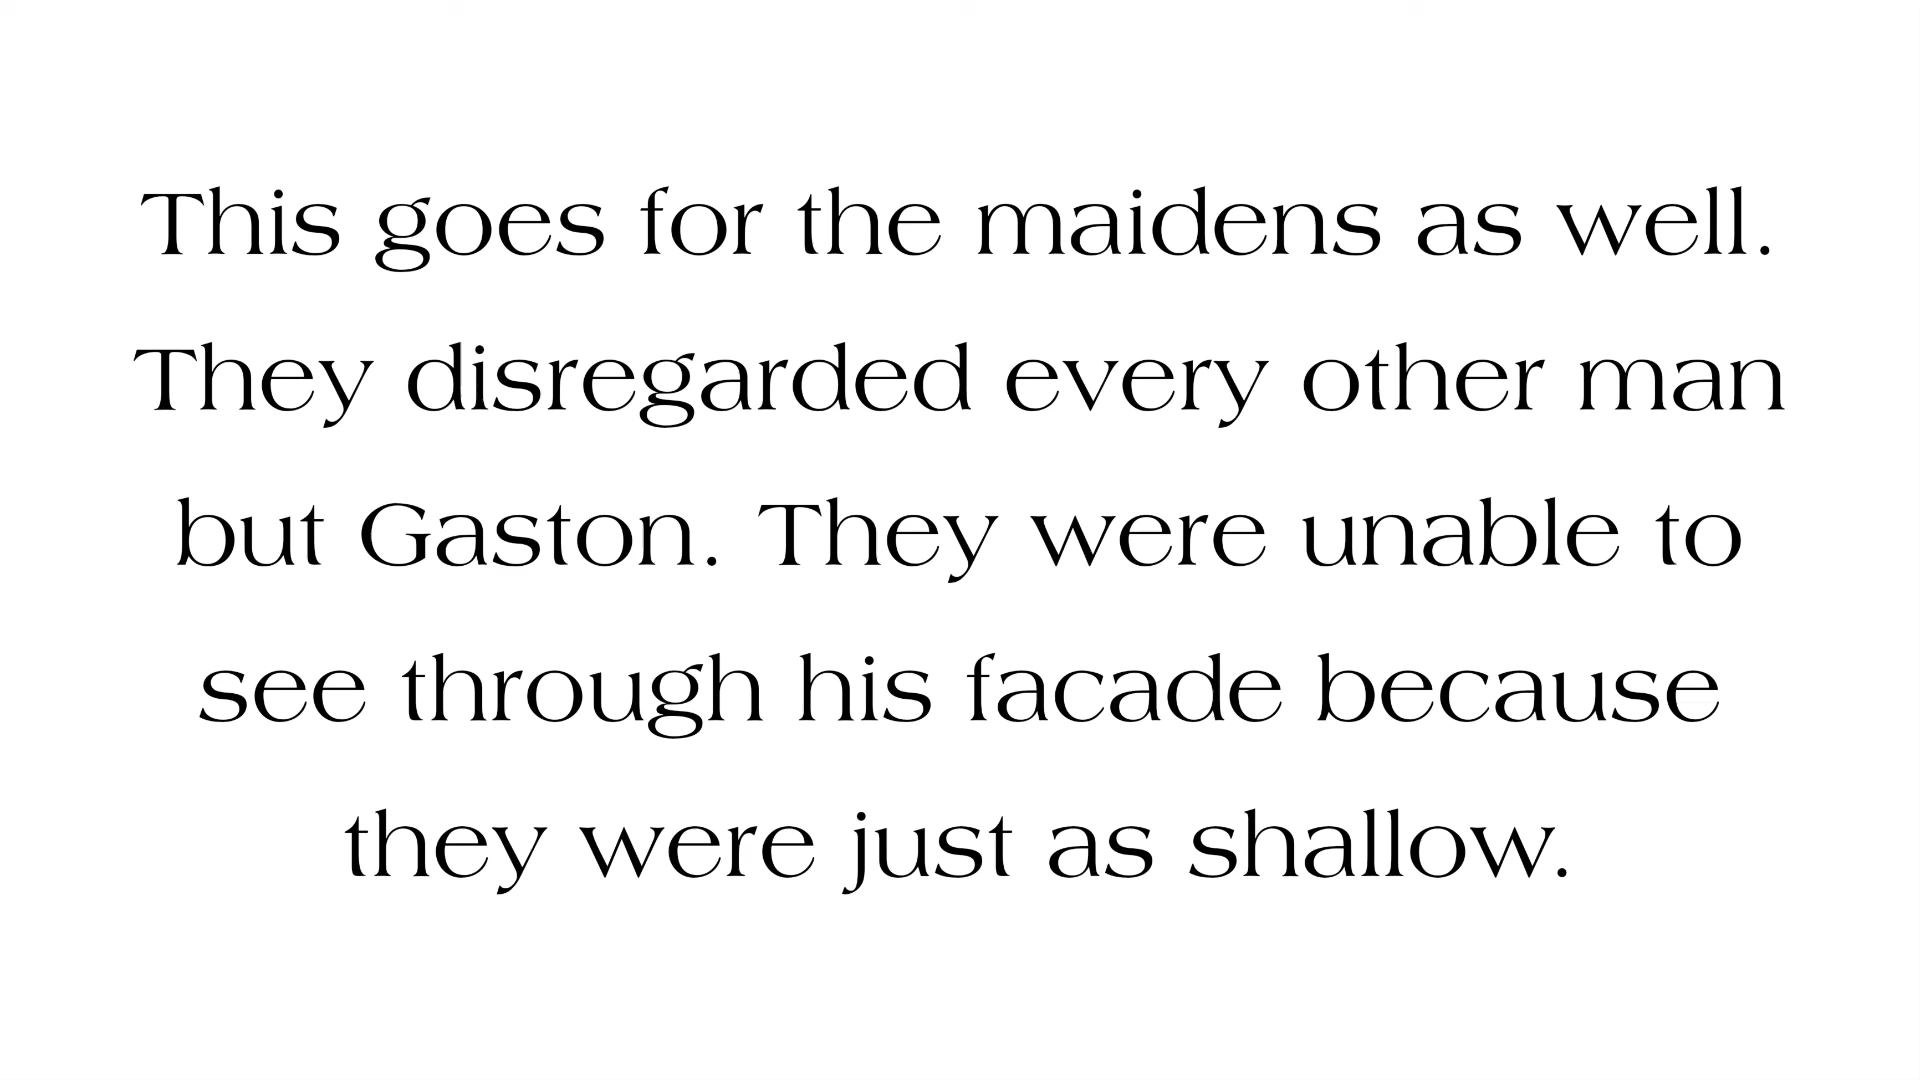 This goes for the maidens as well.
They disregarded every other man
but Gaston. They were unable to
see through his facade because
they were just as shallow.